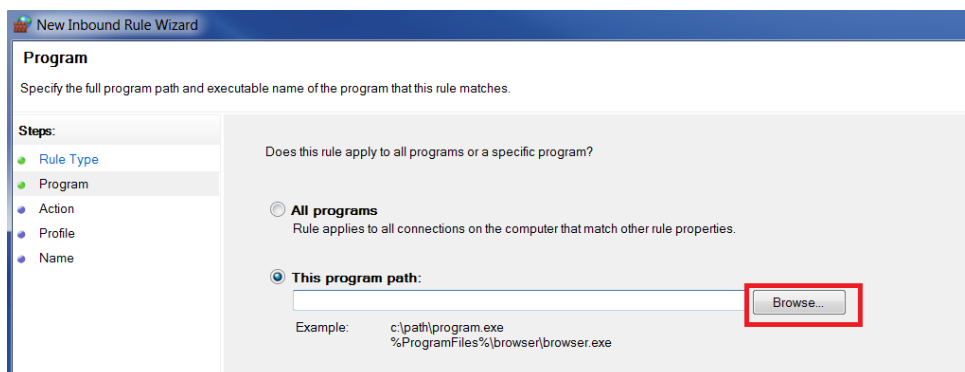 New Inbound Rule Wizard
Program
Specify the full program path and executable name of the program that this rule matches.
Steps:
Rule Type
Program
Action
Profile
Name
Does this rule apply to all programs or a specific program?
All programs
Rule applies to all connections on the computer that match other rule properties.
This program path:
Browse...
Example: c:\path\program.exe
%ProgramFiles%\browser\browser.exe